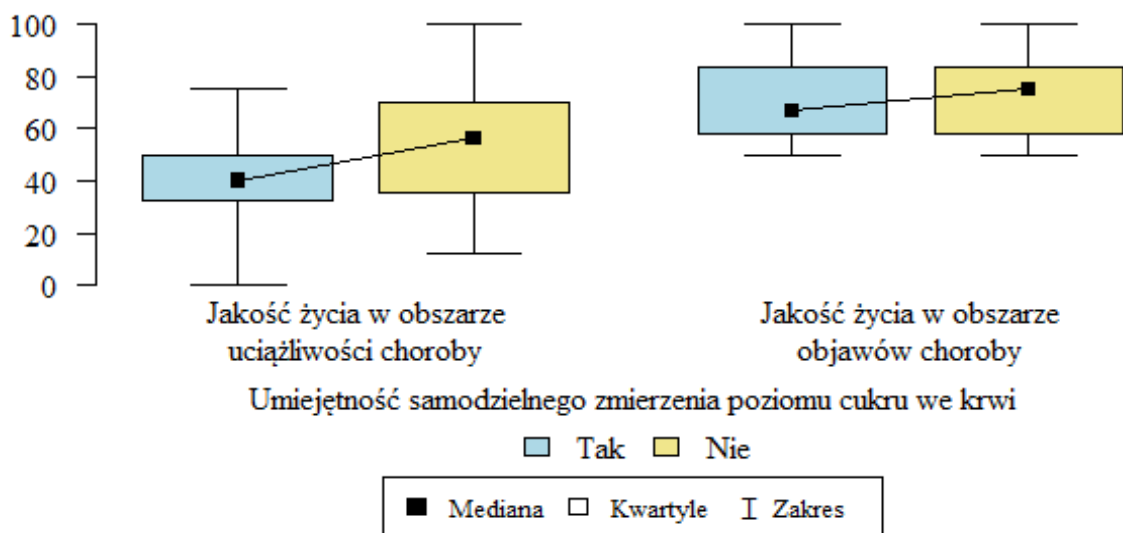 100
80
60
40
20
0
Jakość życia w obszarze
uciążliwości choroby
Jakość życia w obszarze
objawów choroby
Umiejętność samodzielnego zmierzenia poziomu cukru we krwi
Tak Nie
Mediana Kwartyle Zakres